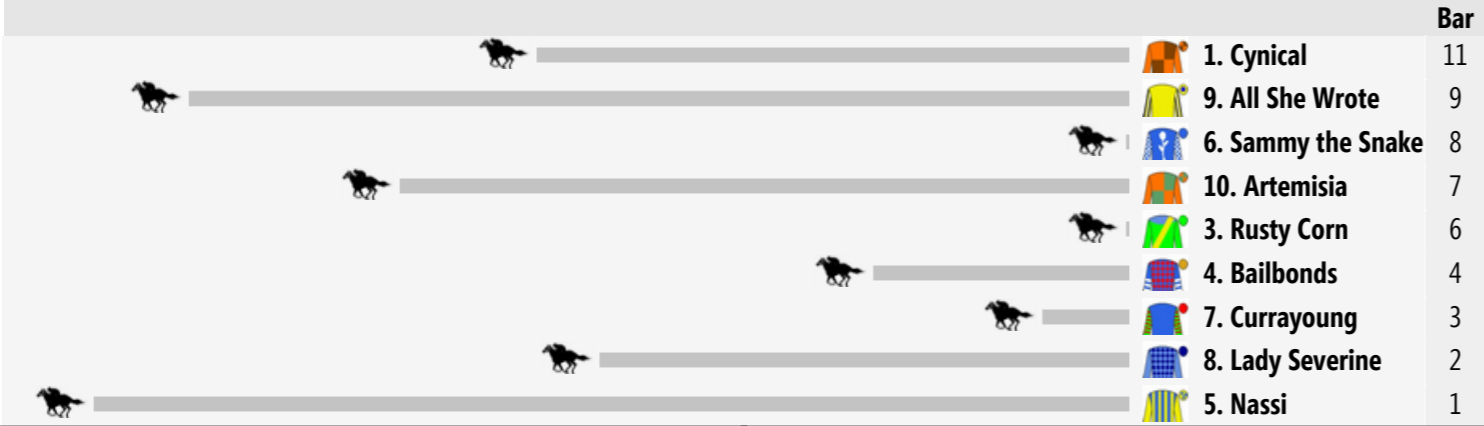 Bar
1. Cynical 11
9. All She Wrote 9
6. Sammy the Snake 8
10. Artemisia 7
3. Rusty Corn 6
4. Bailbonds 4
7. Currayoung 3
8. Lady Severine 2
5. Nassi 1